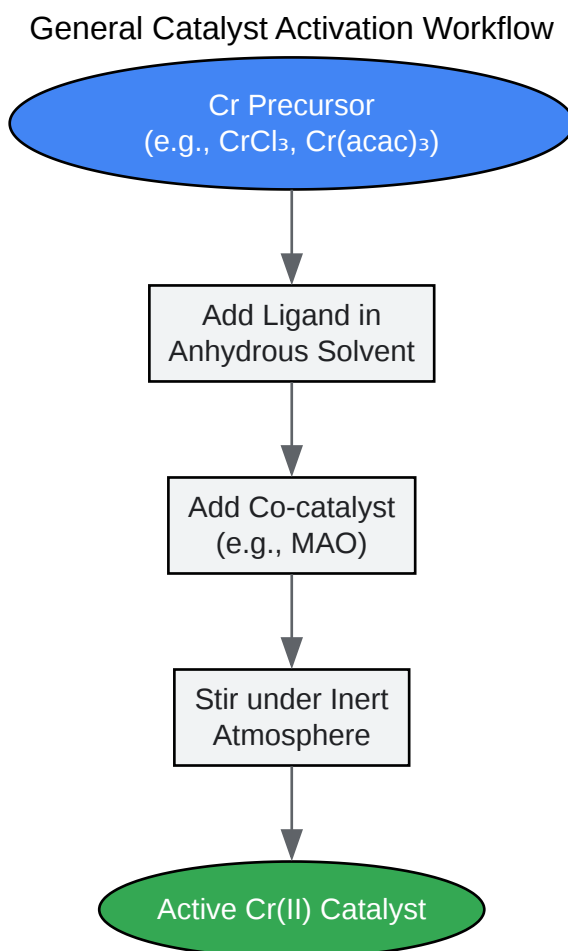 General Catalyst Activation Workflow
Cr Precursor
(e.g., CrCl₃, Cr(acac)₃)
Add Ligand in
Anhydrous Solvent
Add Co-catalyst
(e.g., MAO)
Stir under Inert
Atmosphere
Active Cr(II) Catalyst